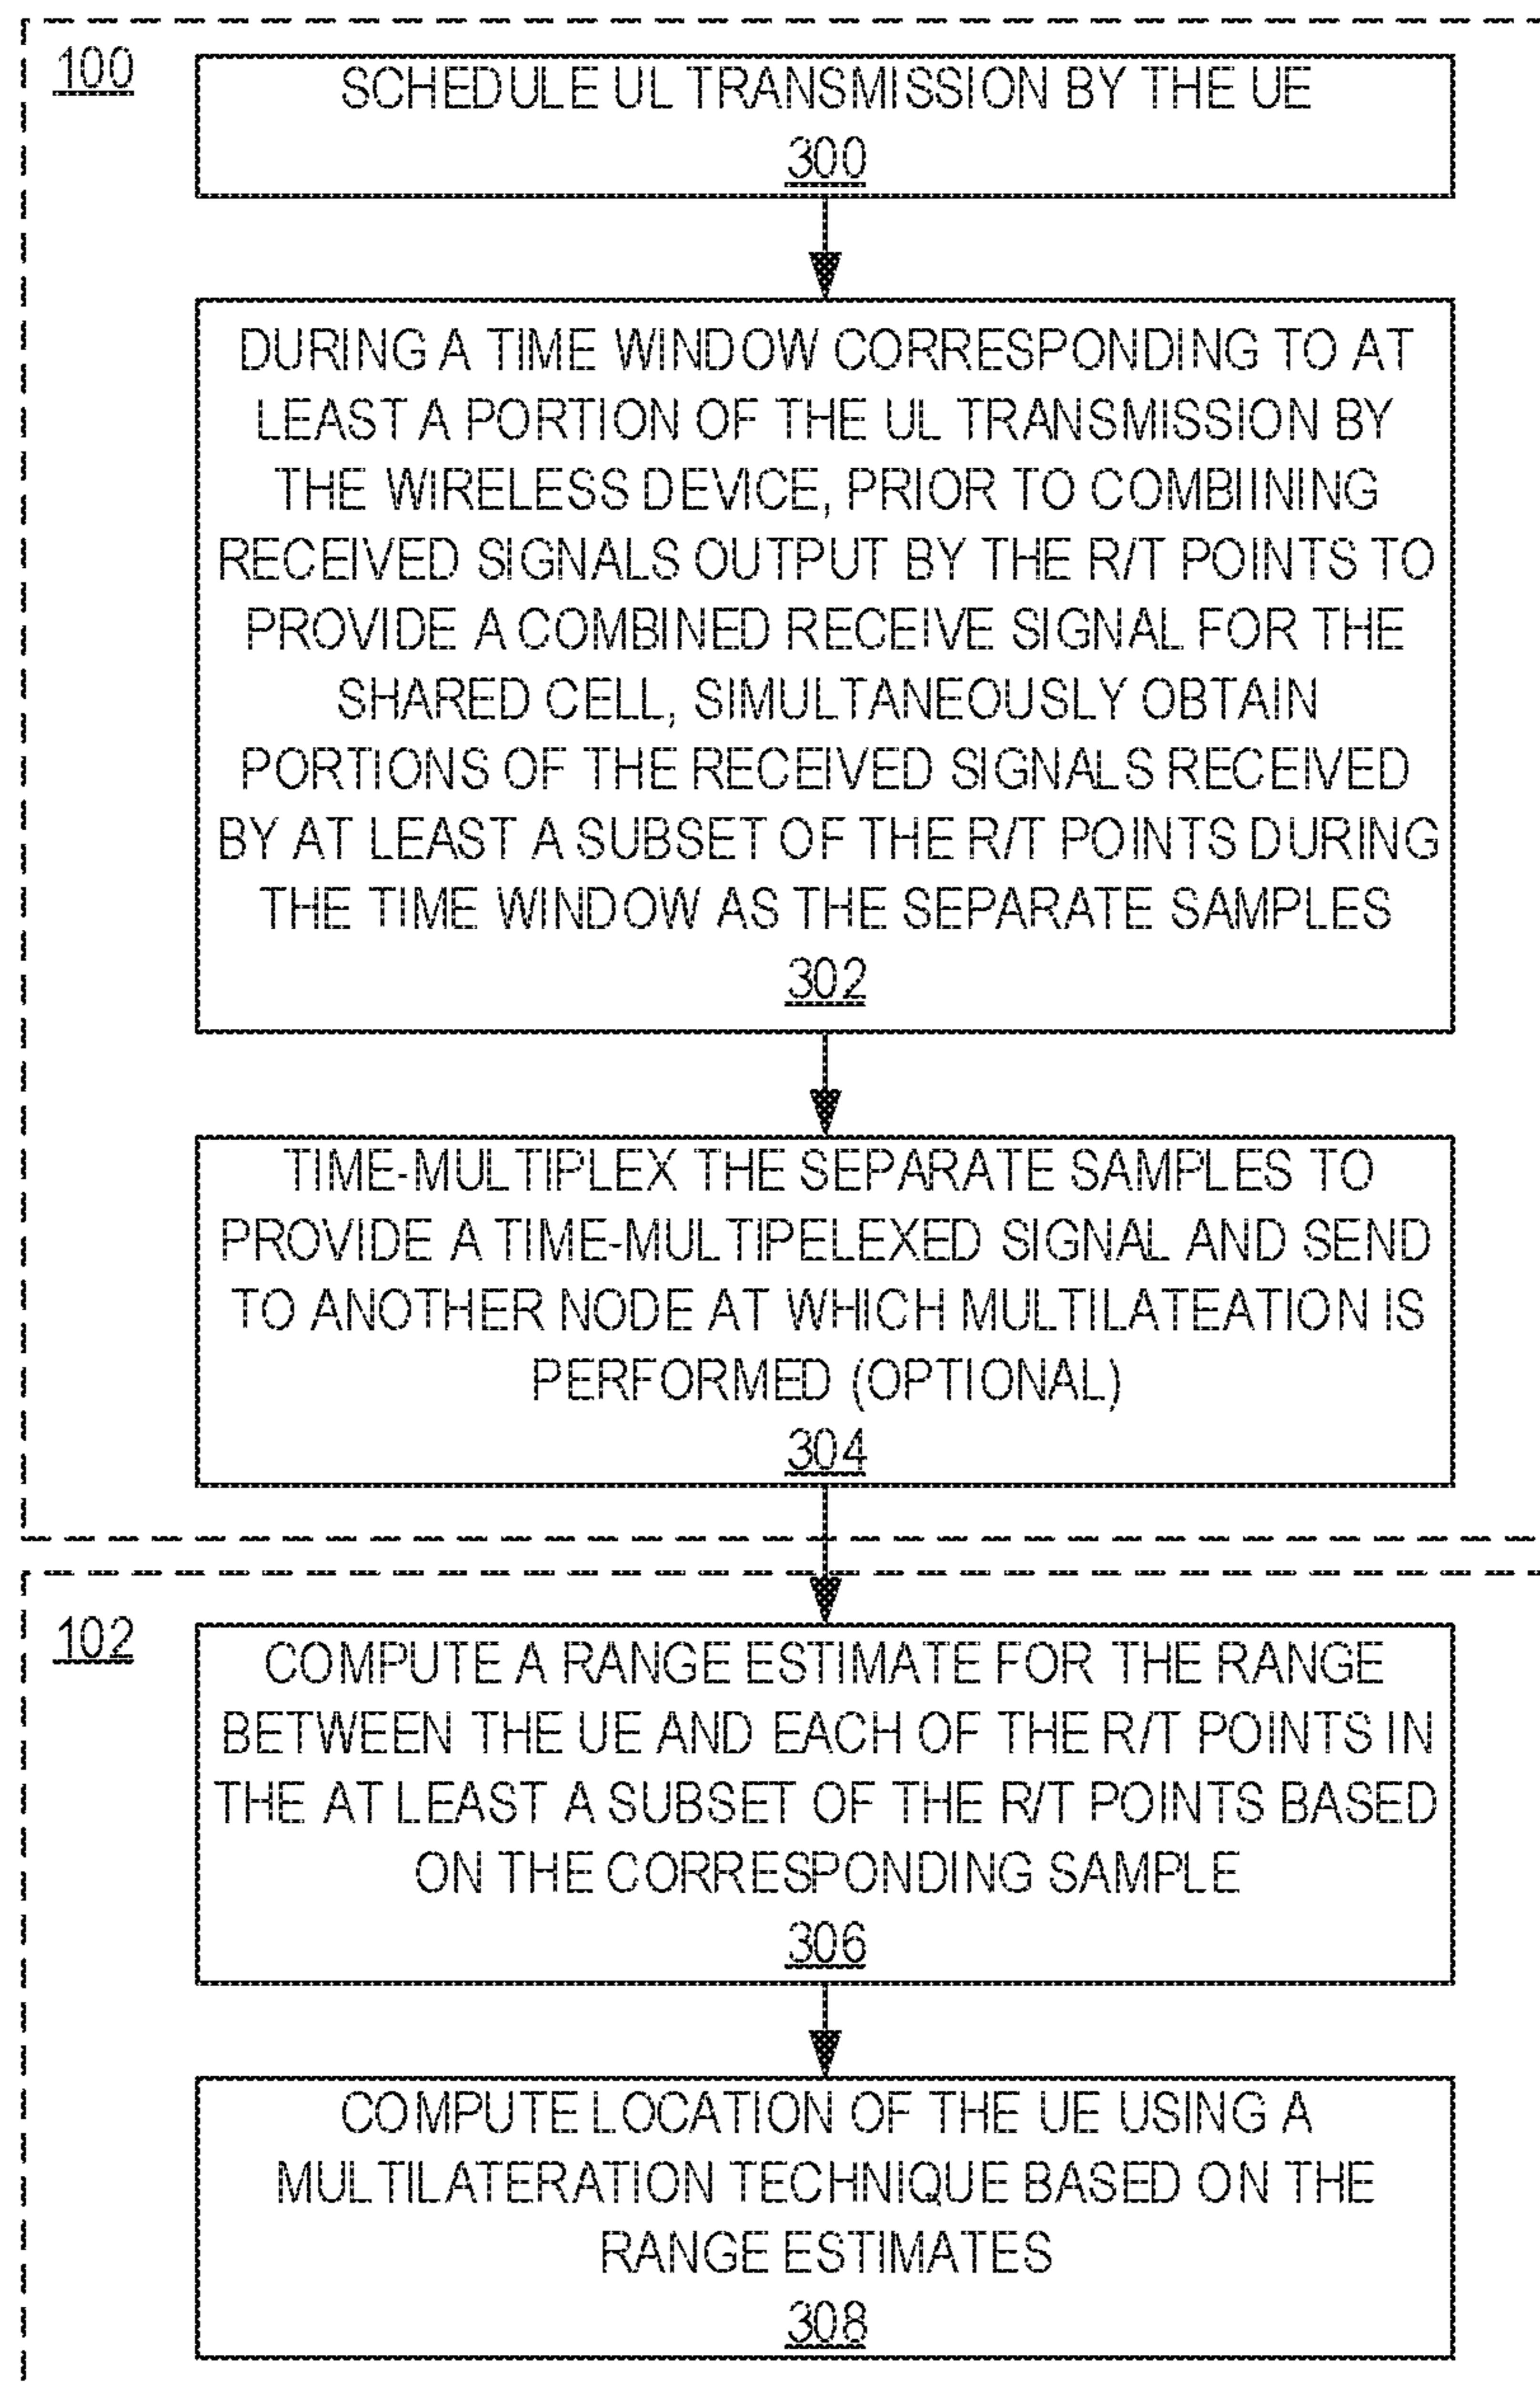 100
SCHEDULE UL TRANSMISSION BY THE UE
300
DURING A TIME WINDOW CORRESPONDING TO AT
LEAST A PORTION OF THE UL TRANSMISSION BY
THE WIRELESS DEVICE, PRIOR TO COMBIINING
RECEIVED SIGNALS OUTPUT BY THE R/T POINTS TO
PROVIDE A COMBINED RECEIVE SIGNAL FOR THE
SHARED CELL, SIMULTANEOUSLY OBTAIN
PORTIONS OF THE RECEIVED SIGNALS RECEIVED
BY AT LEAST A SUBSET OF THE R/T POINTS DURING
THE TIME WINDOW AS THE SEPARATE SAMPLES
302
TIME-MULTIPLEX THE SEPARATE SAMPLES TO
PROVIDE A TIME-MULTIPELEXED SIGNAL AND SEND
TO ANOTHER NODE AT WHICH MULTILATEATION IS
PERFORMED (OPTIONAL)
304
102
COMPUTE A RANGE ESTIMATE FOR THE RANGE
BETWEEN THE UE AND EACH OF THE R/T POINTS IN
THE AT LEAST A SUBSET OF THE R/T POINTS BASED
ON THE CORRESPONDING SAMPLE
306
COMPUTE LOCATION OF THE UE USING A
MULTILATERATION TECHNIQUE BASED ON THE
RANGE ESTIMATES
308